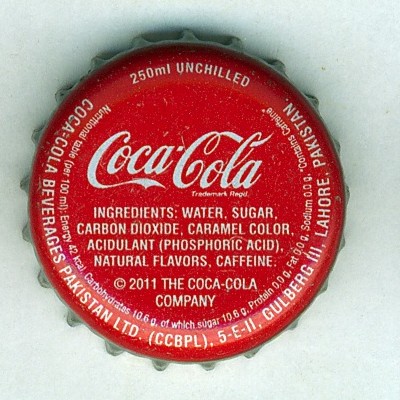 250ml UNCHILLED
COCA-COLA BEVERAGES PAKISTAN LTD. (CCBPL), 5-E-II, GULBERG III, LAHORE, PAKISTAN
Nutritional table (per 100 ml): Energy 42 kcal, Carbohydrates 10.6 g, of which sugar 10.6 g, Protein 0.0 g, Fat 0.0 g, Sodium 0.0 g. "Contains Caffeine"
Coca-Cola
Trademark Regd.
INGREDIENTS: WATER, SUGAR,
CARBON DIOXIDE, CARAMEL COLOR,
ACIDULANT (PHOSPHORIC ACID),
NATURAL FLAVORS, CAFFEINE.
© 2011 THE COCA-COLA
COMPANY